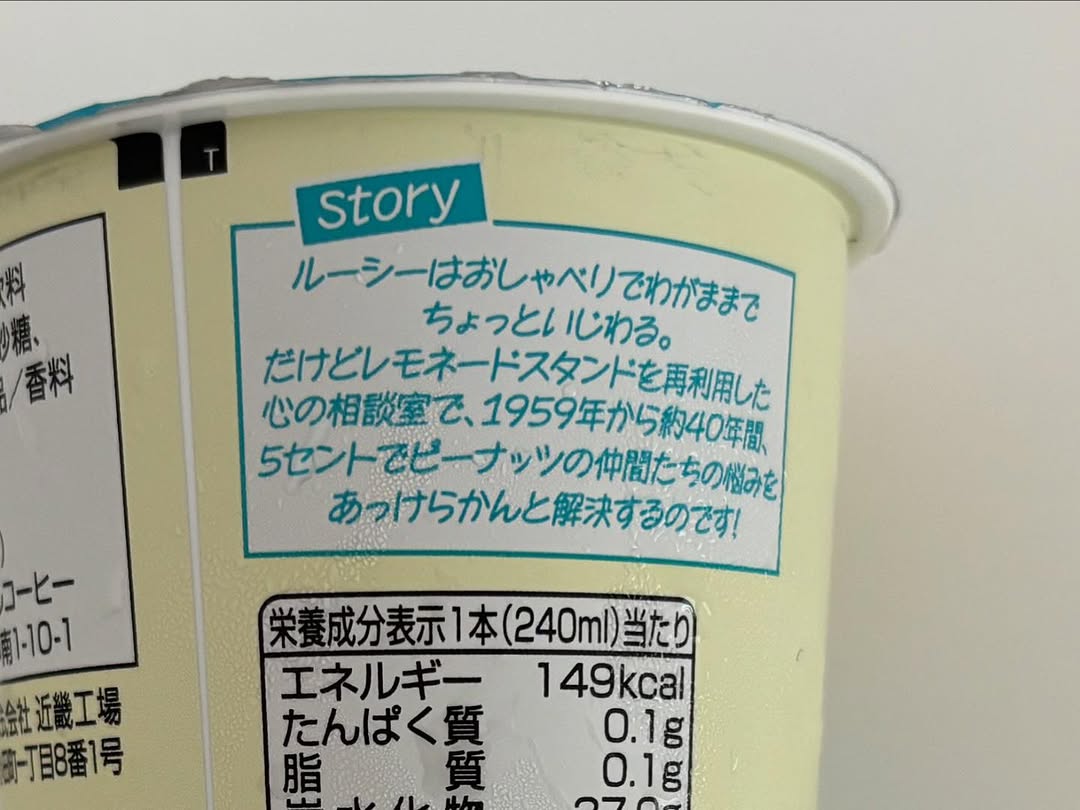 T
Story
ルーシーはおしゃべりでわがままで
ちょっといじわる。
だけどレモネードスタンドを再利用した
心の相談室で、1959年から約40年間、
5セントでピーナッツの仲間たちの悩みを
あっけらかんと解決するのです!
栄養成分表示1本(240ml)当たり
エネルギー 149kcal
たんぱく質 0.1g
脂質 0.1g
炭水化物
飲料
砂糖、
品/香料
)
コーヒー
南1-10-1
会社 近畿工場
町一丁目8番1号